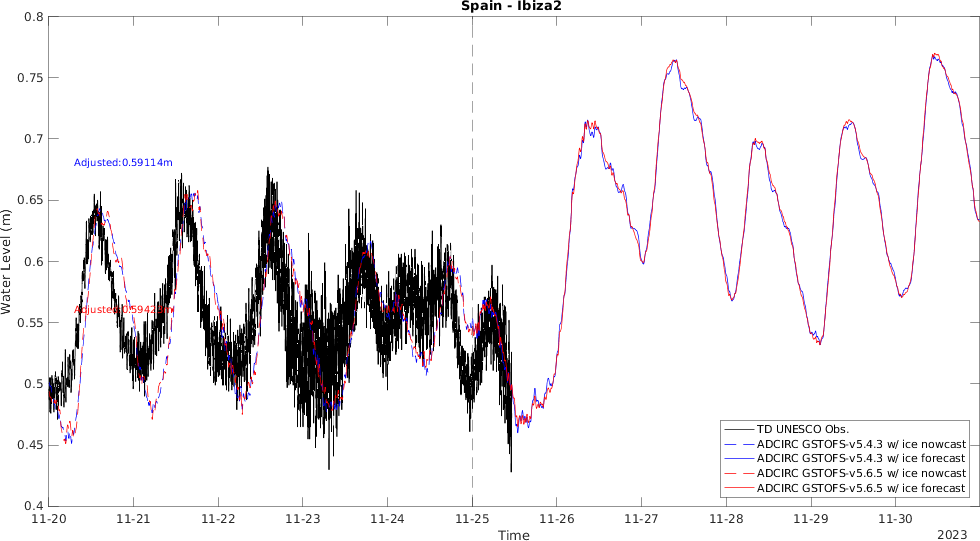 Spain - Ibiza2
0.8
0.75
0.7
0.65
0.6
0.55
0.5
0.45
0.4
Water Level (m)
Adjusted:0.59114m
TD UNESCO Obs.
ADCIRC GSTOFS-v5.4.3 w/ ice nowcast
ADCIRC GSTOFS-v5.4.3 w/ ice forecast
ADCIRC GSTOFS-v5.6.5 w/ ice nowcast
ADCIRC GSTOFS-v5.6.5 w/ ice forecast
11-20 11-21 11-22 11-23 11-24 11-25 11-26 11-27 11-28 11-29 11-30
Time
2023